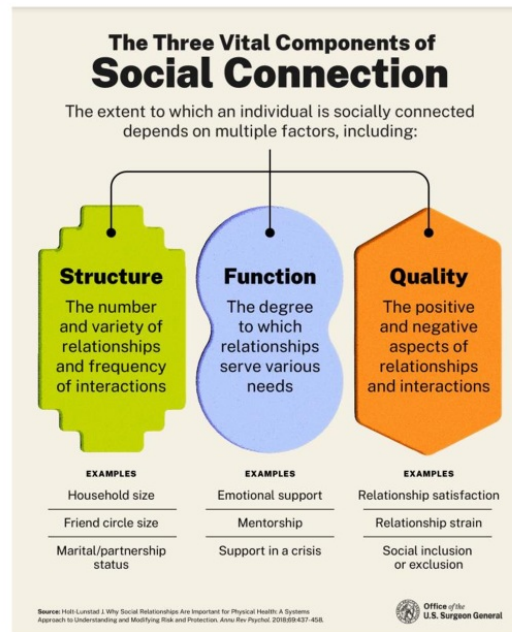 The Three Vital Components of
Social Connection
The extent to which an individual is socially connected
depends on multiple factors, including:
Structure
The number
and variety of
relationships
and frequency
of interactions
Function
The degree
to which
relationships
serve various
needs
Quality
The positive
and negative
aspects of
relationships
and interactions
EXAMPLES
Household size
Friend circle size
Marital/partnership
status
EXAMPLES
Emotional support
Mentorship
Support in a crisis
EXAMPLES
Relationship satisfaction
Relationship strain
Social inclusion
or exclusion
Source: Holt-Lunstad J. Why Social Relationships Are Important for Physical Health: A Systems
Approach to Understanding and Modifying Risk and Protection. Annu Rev Psychol. 2018;69:437-458.
Office of the
U.S. Surgeon General